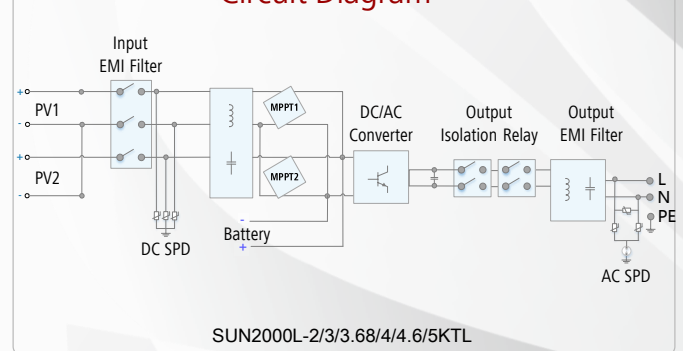 Circuit Diagram
Input
EMI Filter
+
PV1
-
+
PV2
-
DC SPD
MPPT1
MPPT2
-
Battery
+
DC/AC
Converter
Output
Isolation Relay
Output
EMI Filter
L
N
PE
AC SPD
SUN2000L-2/3/3.68/4/4.6/5KTL